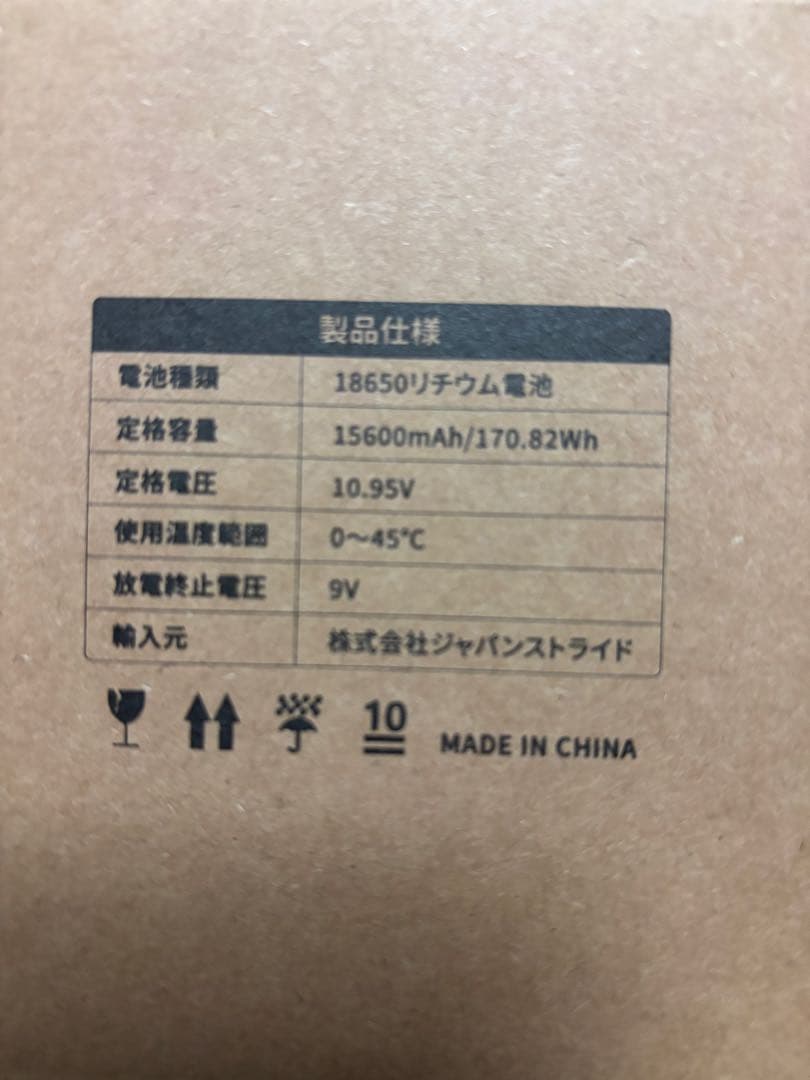 製品仕様
電池種類 18650リチウム電池
定格容量 15600mAh/170.82Wh
定格電圧 10.95V
使用温度範囲 0～45℃
放電終止電圧 9V
輸入元 株式会社ジャパンストライド
10
MADE IN CHINA